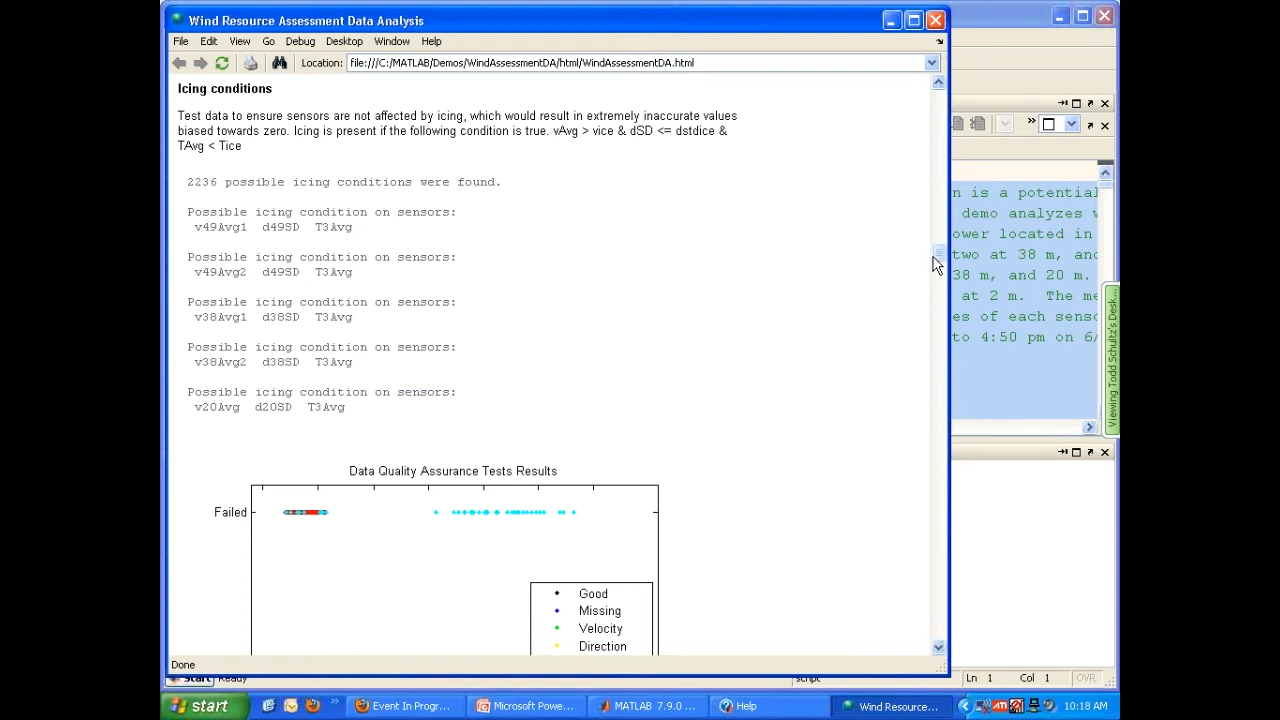 Wind Resource Assessment Data Analysis
File Edit View Go Debug Desktop Window Help
Location: file:///C:/MATLAB/Demos/WindAssessmentDA/html/WindAssessmentDA.html
Icing conditions
Test data to ensure sensors are not affected by icing, which would result in extremely inaccurate values
biased towards zero. Icing is present if the following condition is true. vAvg > vice & dSD <= dstdice &
TAvg < Tice
2236 possible icing conditions were found.
Possible icing condition on sensors:
v49Avg1 d49SD T3Avg
Possible icing condition on sensors:
v49Avg2 d49SD T3Avg
Possible icing condition on sensors:
v38Avg1 d38SD T3Avg
Possible icing condition on sensors:
v38Avg2 d38SD T3Avg
Possible icing condition on sensors:
v20Avg d20SD T3Avg
Data Quality Assurance Tests Results
Failed
Good
Missing
Velocity
Direction
Done
n is a potential
demo analyzes w
ower located in
two at 38 m, and
38 m, and 20 m.
at 2 m. The me
es of each senso
to 4:50 pm on 6/
Viewing Todd Schultz's Desk...
Start Ready
script
Ln 1 Col 1 OVR
start
Event In Progr...
Microsoft Powe...
MATLAB 7.9.0 ...
Help
Wind Resource...
ATI
10:18 AM